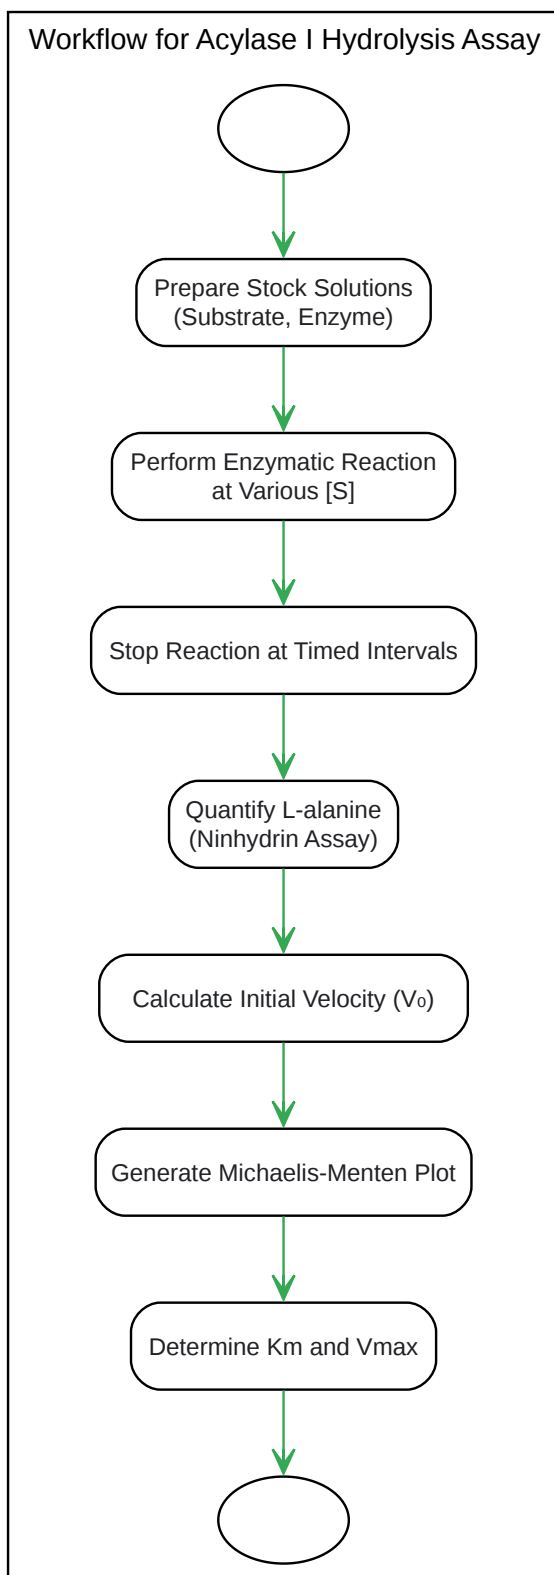 Workflow for Acylase I Hydrolysis Assay
Prepare Stock Solutions
(Substrate, Enzyme)
Perform Enzymatic Reaction
at Various [S]
Stop Reaction at Timed Intervals
Quantify L-alanine
(Ninhydrin Assay)
Calculate Initial Velocity (V₀)
Generate Michaelis-Menten Plot
Determine Km and Vmax